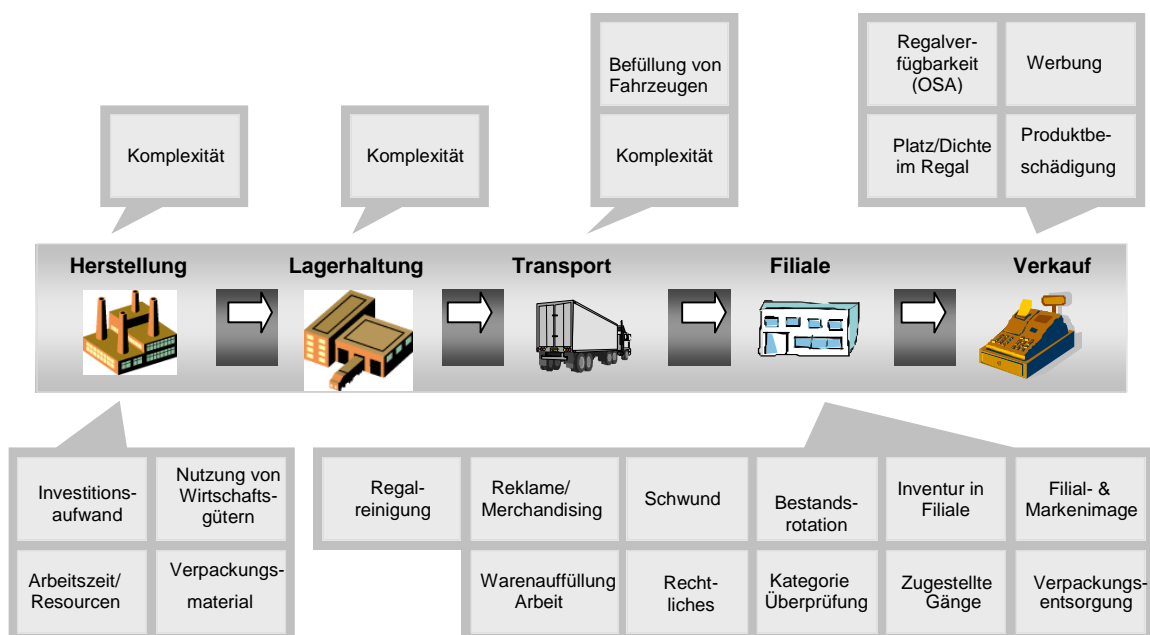 Befüllung von
Fahrzeugen
Regalver-
fügbarkeit
(OSA)
Werbung
Komplexität
Komplexität
Komplexität
Platz/Dichte
im Regal
Produktbe-
schädigung
Herstellung
Lagerhaltung
Transport
Filiale
Verkauf
Investitions-
aufwand
Nutzung von
Wirtschafts-
gütern
Regal-
reinigung
Reklame/
Merchandising
Schwund
Bestands-
rotation
Inventur in
Filiale
Filial- &
Markenimage
Arbeitszeit/
Resourcen
Verpackungs-
material
Warenauffüllung
Arbeit
Recht-
liches
Kategorie
Überprüfung
Zugestellte
Gänge
Verpackungs-
entsorgung